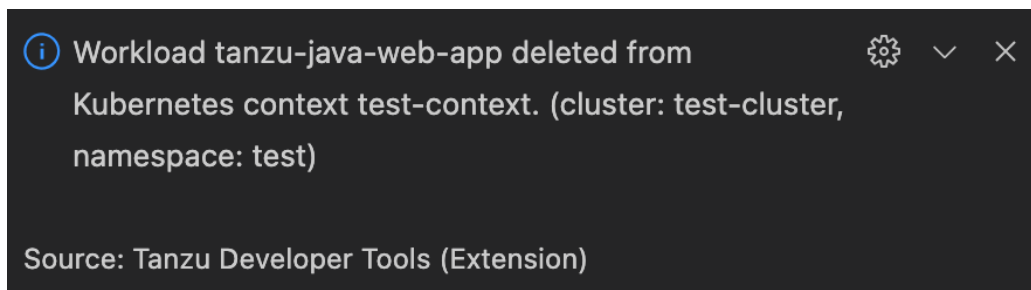 Workload tanzu-java-web-app deleted from
Kubernetes context test-context. (cluster: test-cluster,
namespace: test)
Source: Tanzu Developer Tools (Extension)